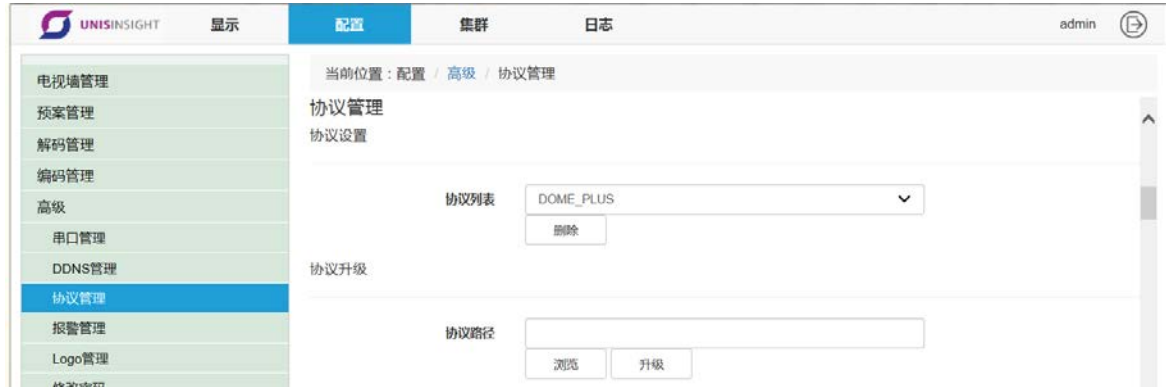 UNISINSIGHT 显示 配置 集群 日志 admin
当前位置：配置 / 高级 / 协议管理
电视墙管理
预案管理
解码管理
编码管理
高级
串口管理
DDNS管理
协议管理
报警管理
Logo管理
修改密码
协议管理
协议设置
协议列表 DOME_PLUS
删除
协议升级
协议路径
浏览 升级